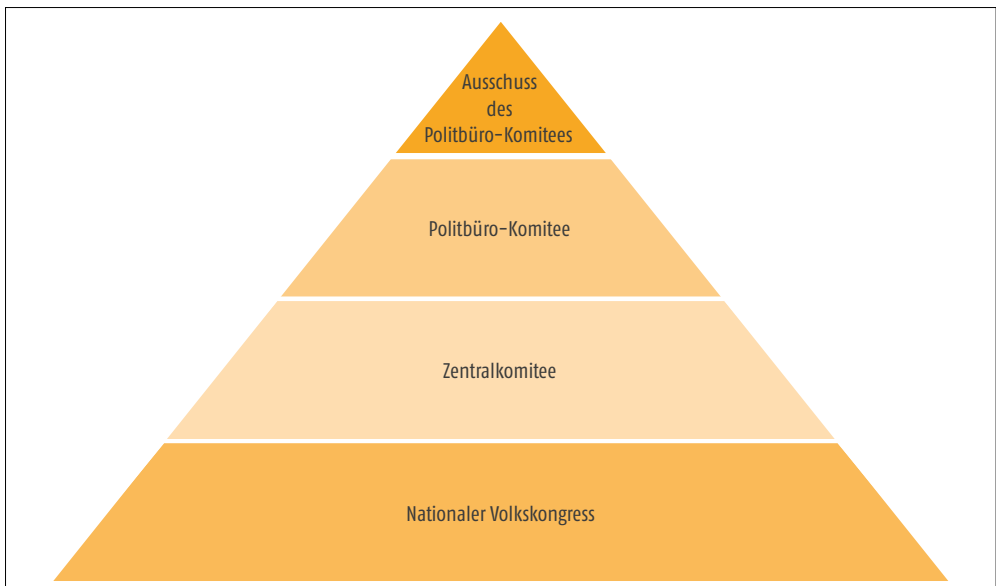 Ausschuss
des
Politbüro-Komitees
Politbüro-Komitee
Zentralkomitee
Nationaler Volkskongress